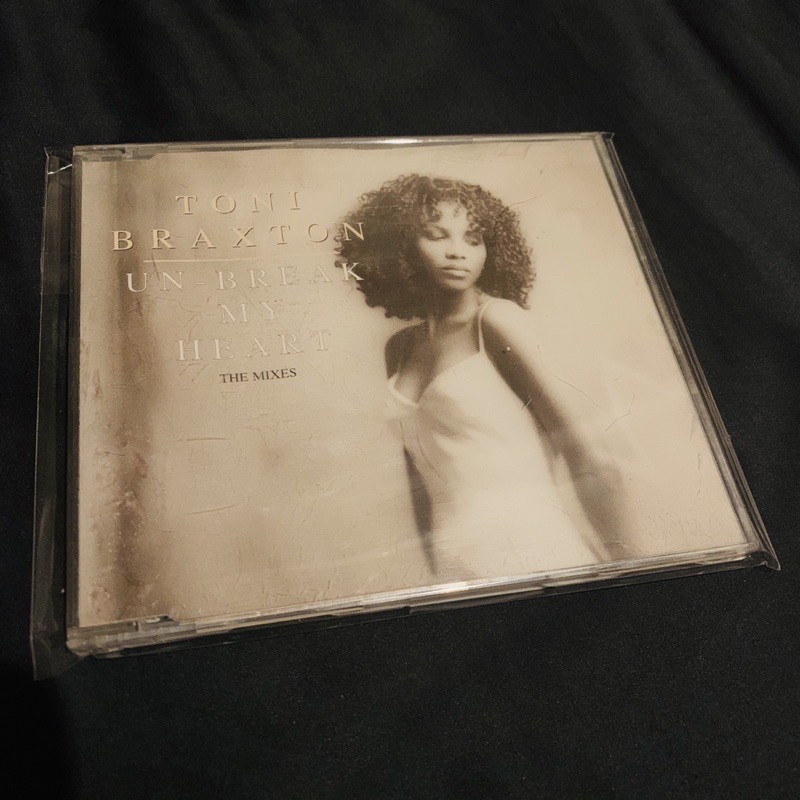 TONI
BRAXTON
UN-BREAK
MY
HEART
THE MIXES